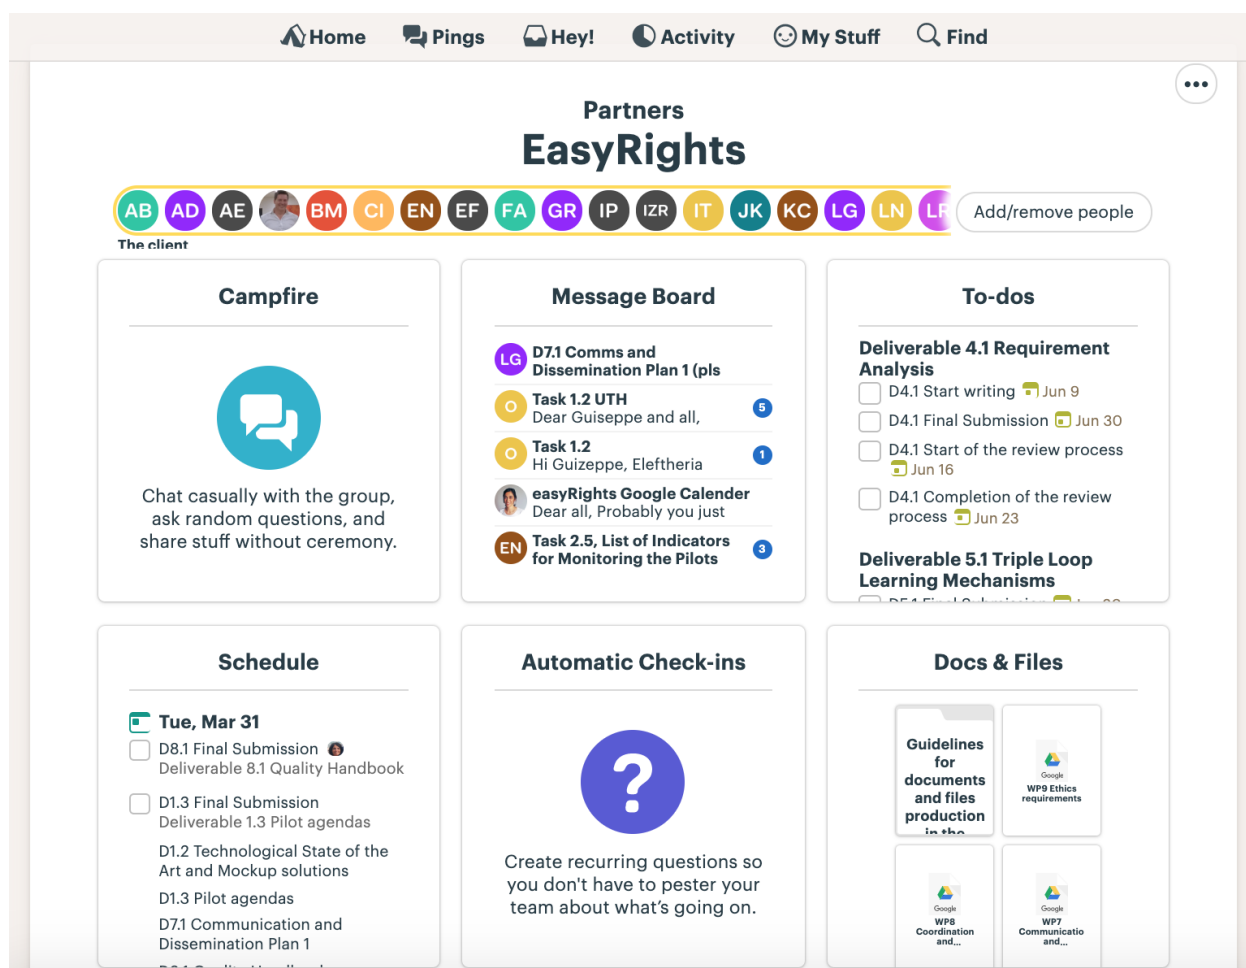 Home Pings Hey! Activity My Stuff Find
Partners
EasyRights
AB AD AE BM CI EN EF FA GR IP IZR IT JK KC LG LN LR
Add/remove people
The client
Campfire
Chat casually with the group,
ask random questions, and
share stuff without ceremony.
Message Board
LG
D7.1 Comms and
Dissemination Plan 1 (pls
O
Task 1.2 UTH
Dear Guiseppe and all,
5
O
Task 1.2
Hi Guizeppe, Eleftheria
1
easyRights Google Calender
Dear all, Probably you just
EN
Task 2.5, List of Indicators
for Monitoring the Pilots
3
To-dos
Deliverable 4.1 Requirement
Analysis
D4.1 Start writing Jun 9
D4.1 Final Submission Jun 30
D4.1 Start of the review process
Jun 16
D4.1 Completion of the review
process Jun 23
Deliverable 5.1 Triple Loop
Learning Mechanisms
D5.1 Final Submission
Schedule
Tue, Mar 31
D8.1 Final Submission
Deliverable 8.1 Quality Handbook
D1.3 Final Submission
Deliverable 1.3 Pilot agendas
D1.2 Technological State of the
Art and Mockup solutions
D1.3 Pilot agendas
D7.1 Communication and
Dissemination Plan 1
Automatic Check-ins
?
Create recurring questions so
you don't have to pester your
team about what's going on.
Docs & Files
Guidelines
for
documents
and files
production
in the
Google
WP9 Ethics
requirements
Google
WP8
Coordination
and...
Google
WP7
Communicatio
and...